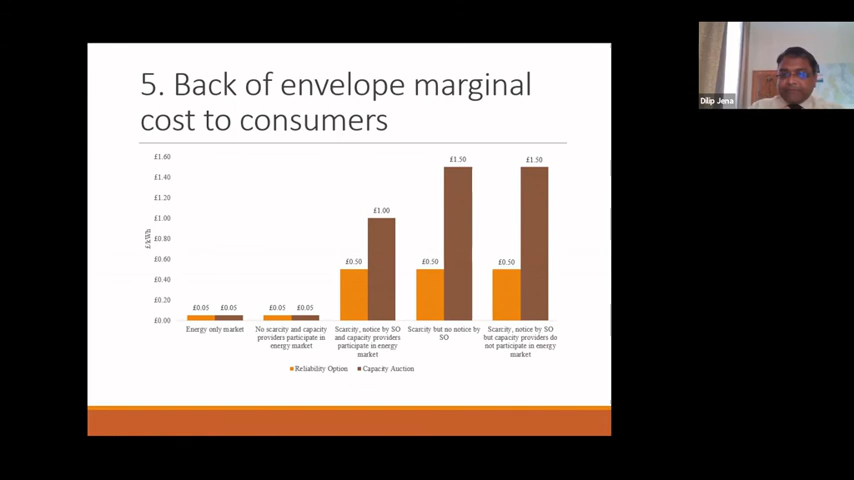 5. Back of envelope marginal
cost to consumers
£1.60
£1.40
£1.20
£1.00
£0.80
£0.60
£0.40
£0.20
£0.00
£/kWh
£0.05
£0.05
£0.05
£0.05
£0.50
£1.00
£0.50
£1.50
£0.50
£1.50
Energy only market
No scarcity and capacity
providers participate in
energy market
Scarcity, notice by SO
and capacity providers
participate in energy
market
Scarcity but no notice by
SO
Scarcity, notice by SO
but capacity providers do
not participate in energy
market
Reliability Option
Capacity Auction
Dilip Jena